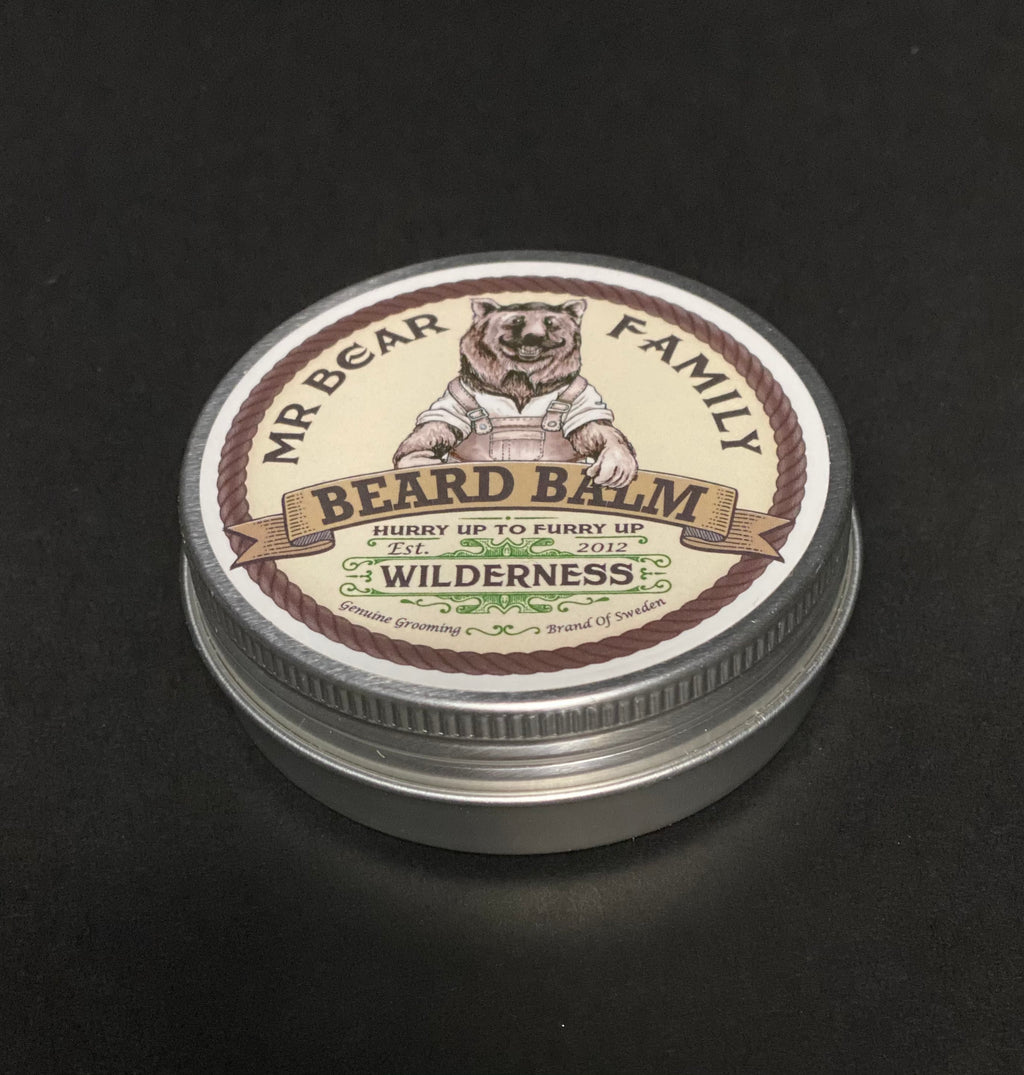 MR BEAR FAMILY
BEARD BALM
HURRY UP TO FURRY UP
Est. 2012
WILDERNESS
Genuine Grooming Brand Of Sweden